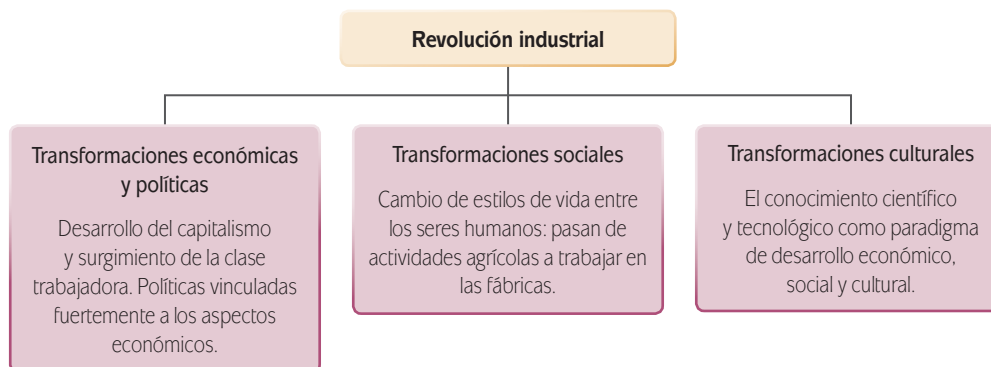 Revolución industrial
Transformaciones económicas
y políticas
Desarrollo del capitalismo
y surgimiento de la clase
trabajadora. Políticas vinculadas
fuertemente a los aspectos
económicos.
Transformaciones sociales
Cambio de estilos de vida entre
los seres humanos: pasan de
actividades agrícolas a trabajar en
las fábricas.
Transformaciones culturales
El conocimiento científico
y tecnológico como paradigma
de desarrollo económico,
social y cultural.